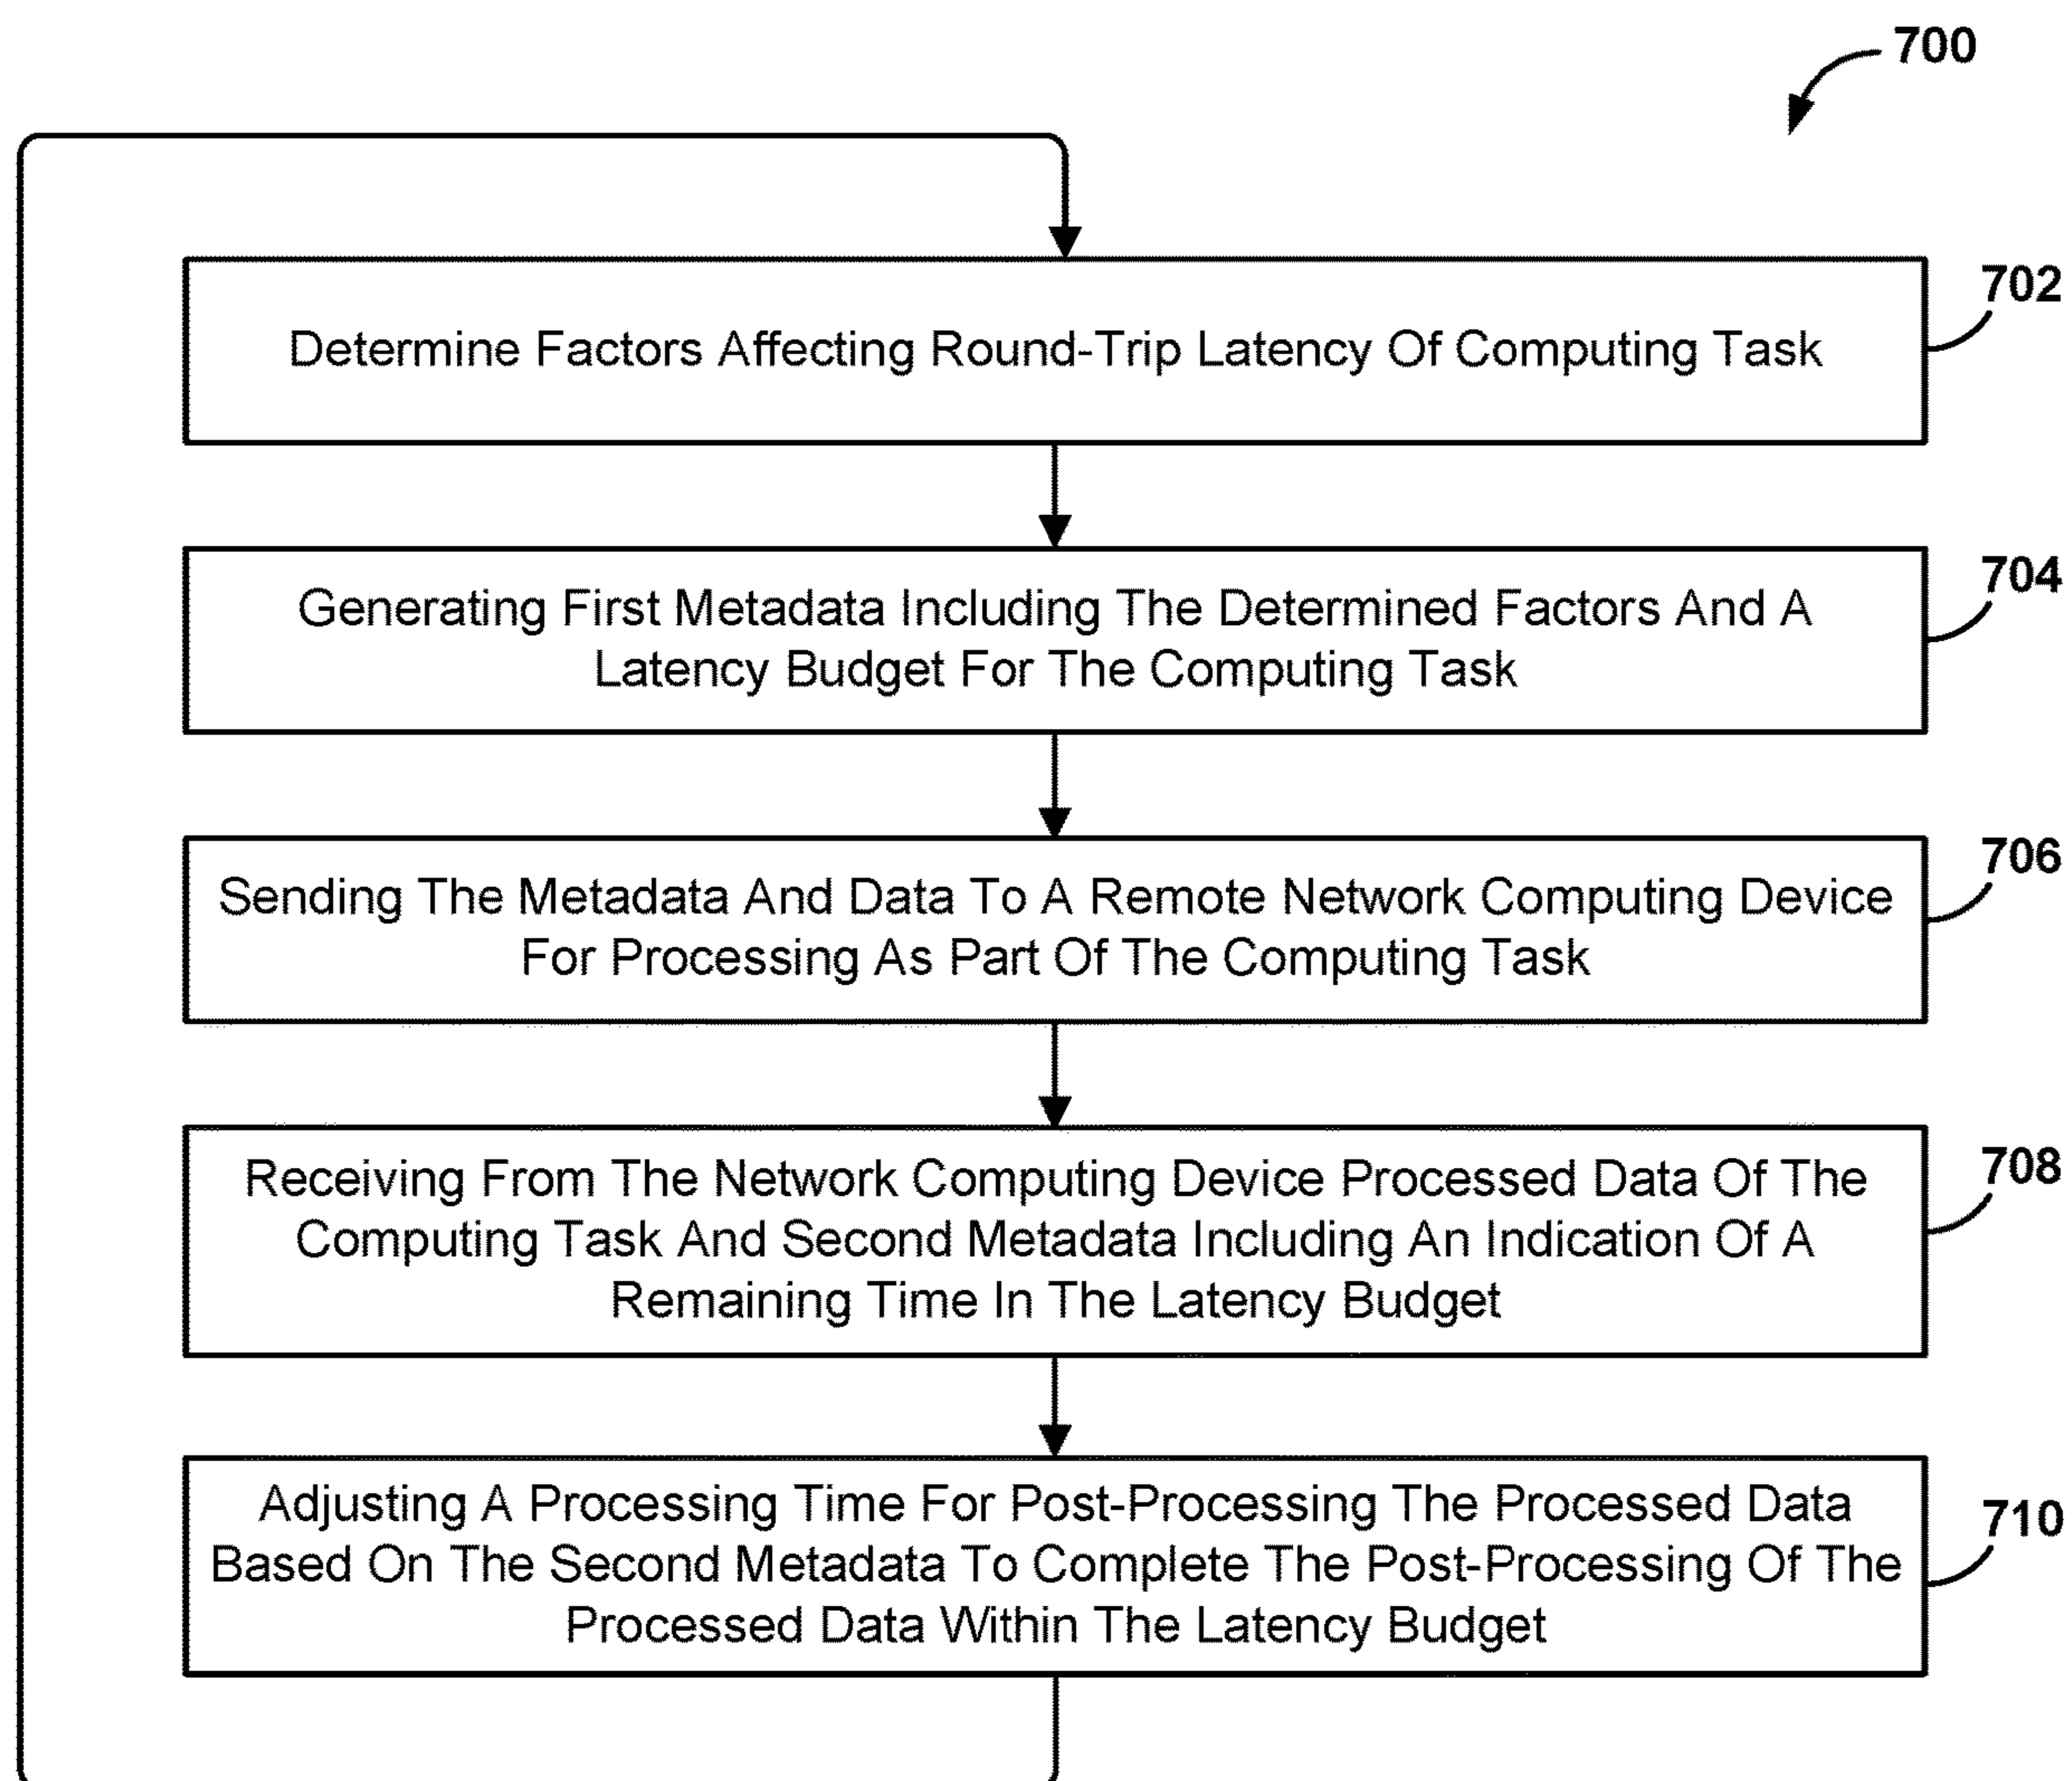 700
702
Determine Factors Affecting Round-Trip Latency Of Computing Task
704
Generating First Metadata Including The Determined Factors And A
Latency Budget For The Computing Task
706
Sending The Metadata And Data To A Remote Network Computing Device
For Processing As Part Of The Computing Task
708
Receiving From The Network Computing Device Processed Data Of The
Computing Task And Second Metadata Including An Indication Of A
Remaining Time In The Latency Budget
710
Adjusting A Processing Time For Post-Processing The Processed Data
Based On The Second Metadata To Complete The Post-Processing Of The
Processed Data Within The Latency Budget